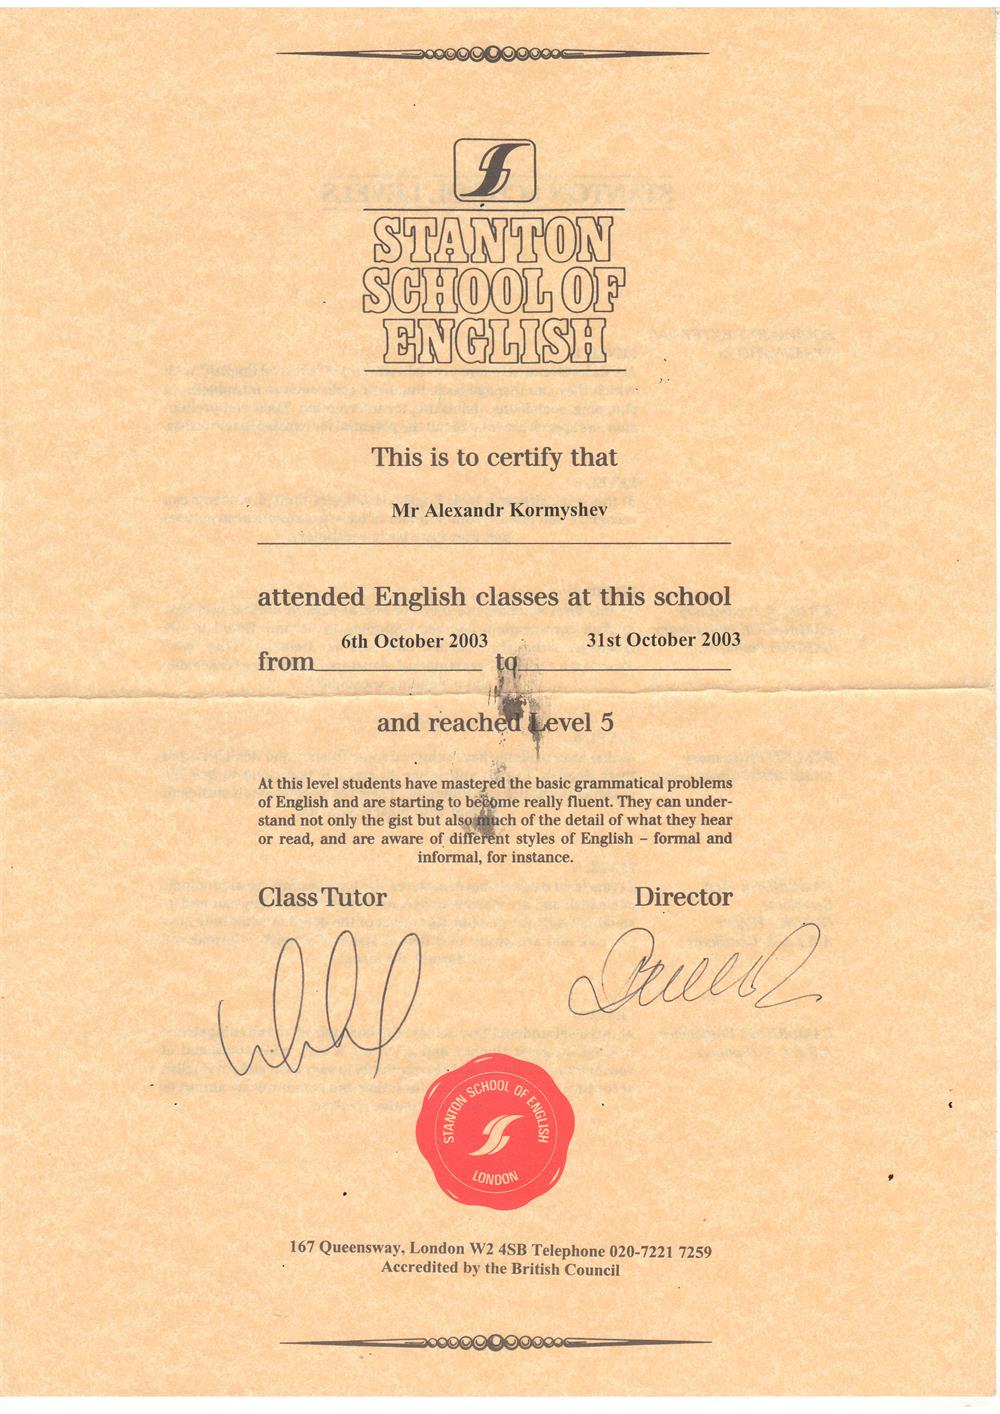 STANTON
SCHOOL OF
ENGLISH
This is to certify that
Mr Alexandr Kormyshev
attended English classes at this school
from 6th October 2003 to 31st October 2003
and reached Level 5
At this level students have mastered the basic grammatical problems
of English and are starting to become really fluent. They can under-
stand not only the gist but also much of the detail of what they hear
or read, and are aware of different styles of English – formal and
informal, for instance.
Class Tutor Director
STANTON SCHOOL OF ENGLISH
LONDON
167 Queensway, London W2 4SB Telephone 020-7221 7259
Accredited by the British Council